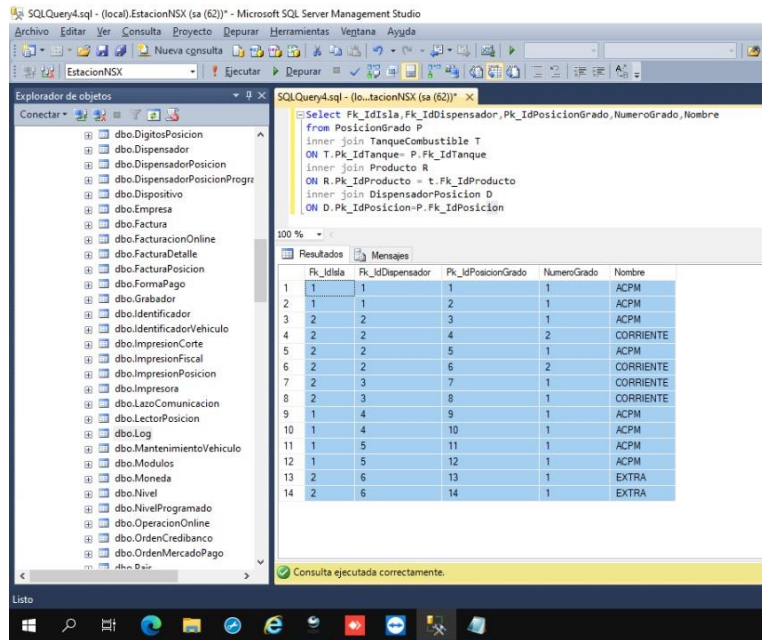 SQLQuery4.sql - (local).EstacionNSX (sa (62))* - Microsoft SQL Server Management Studio
Archivo Editar Ver Consulta Proyecto Depurar Herramientas Ventana Ayuda
Nueva consulta
EstacionNSX Ejecutar Depurar
Explorador de objetos
Conectar
dbo.DigitosPosicion
dbo.Dispensador
dbo.DispensadorPosicion
dbo.DispensadorPosicionProgra
dbo.Dispositivo
dbo.Empresa
dbo.Factura
dbo.FacturacionOnline
dbo.FacturaDetalle
dbo.FacturaPosicion
dbo.FormaPago
dbo.Grabador
dbo.Identificador
dbo.IdentificadorVehiculo
dbo.ImpresionCorte
dbo.ImpresionFiscal
dbo.ImpresionPosicion
dbo.Impresora
dbo.LazoComunicacion
dbo.LectorPosicion
dbo.Log
dbo.MantenimientoVehiculo
dbo.Modulos
dbo.Moneda
dbo.Nivel
dbo.NivelProgramado
dbo.OperacionOnline
dbo.OrdenCredibanco
dbo.OrdenMercadoPago
dbo.Pais
SQLQuery4.sql - (lo...tacionNSX (sa (62))*
Select Fk_IdIsla,Fk_IdDispensador,Pk_IdPosicionGrado,NumeroGrado,Nombre
from PosicionGrado P
inner join TanqueCombustible T
ON T.Pk_IdTanque= P.Fk_IdTanque
inner join Producto R
ON R.Pk_IdProducto = t.Fk_IdProducto
inner join DispensadorPosicion D
ON D.Pk_IdPosicion=P.Fk_IdPosicion
100 %
Resultados Mensajes
Fk_IdIsla Fk_IdDispensador Pk_IdPosicionGrado NumeroGrado Nombre
1 1 1 1 1 ACPM
2 1 1 2 1 ACPM
3 2 2 3 1 ACPM
4 2 2 4 2 CORRIENTE
5 2 2 5 1 ACPM
6 2 2 6 2 CORRIENTE
7 2 3 7 1 CORRIENTE
8 2 3 8 1 CORRIENTE
9 1 4 9 1 ACPM
10 1 4 10 1 ACPM
11 1 5 11 1 ACPM
12 1 5 12 1 ACPM
13 2 6 13 1 EXTRA
14 2 6 14 1 EXTRA
Consulta ejecutada correctamente.
Listo